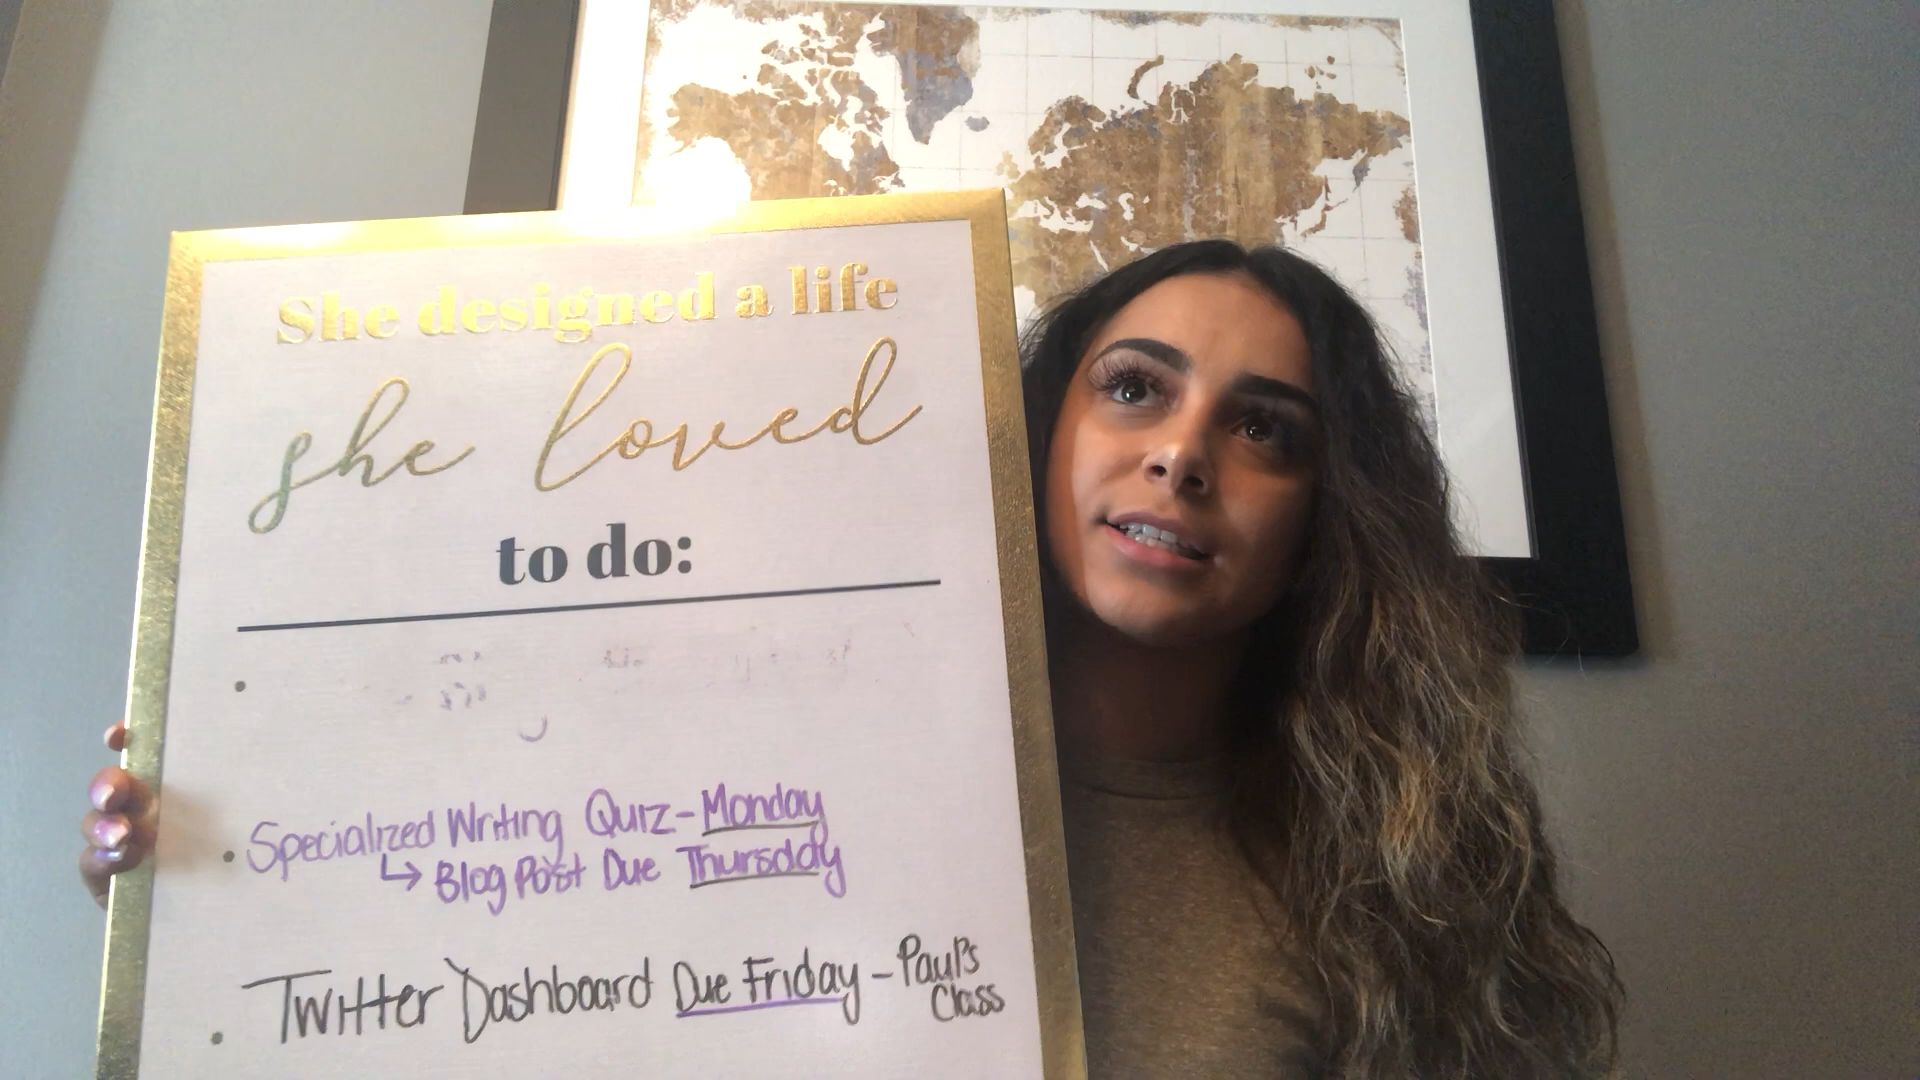 She designed a life
she loved
to do:
Specialized Writing Quiz - Monday
↳ Blog Post Due Thursday
Twitter Dashboard Due Friday - Paul's
Class